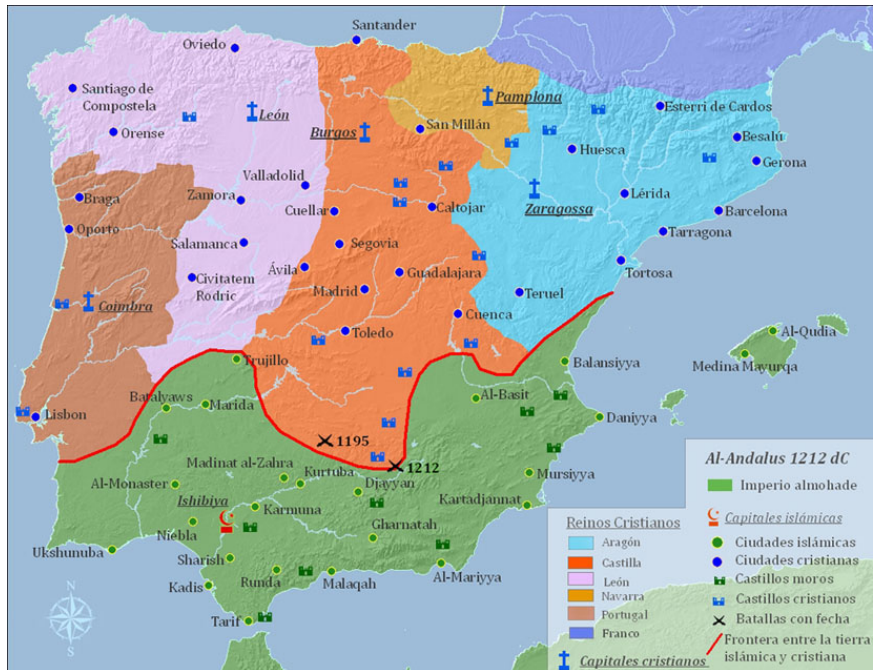 Santander
Oviedo
Santiago de
Compostela
León
Pamplona
Esterri de Cardos
Burgos
San Millán
Orense
Besalú
Huesca
Gerona
Valladolid
Braga
Zamora
Lérida
Cuellar
Caltojar
Zaragossa
Barcelona
Oporto
Tarragona
Salamanca
Segovia
Ávila
Guadalajara
Tortosa
Civitatem
Rodric
Madrid
Teruel
Coimbra
Cuenca
Toledo
Al-Qudia
Trujillo
Balansiyya
Medina Mayurqa
Batalyaws
Marida
Al-Basit
Lisbon
Daniyya
1195
1212
Madinat al-Zahra
Kurtuba
Mursiyya
Al-Monaster
Djayyan
Ishibiya
Karmuna
Kartadjannat
Niebla
Gharnatah
Ukshunuba
Sharish
Runda
Malaqah
Al-Mariyya
Kadis
Tarif
N
Reinos Cristianos
Aragón
Castilla
León
Navarra
Portugal
Franco
Capitales cristianos
Al-Andalus 1212 dC
Imperio almohade
Capitales islámicas
Ciudades islámicas
Ciudades cristianas
Castillos moros
Castillos cristianos
Batallas con fecha
Frontera entre la tierra
islámica y cristiana